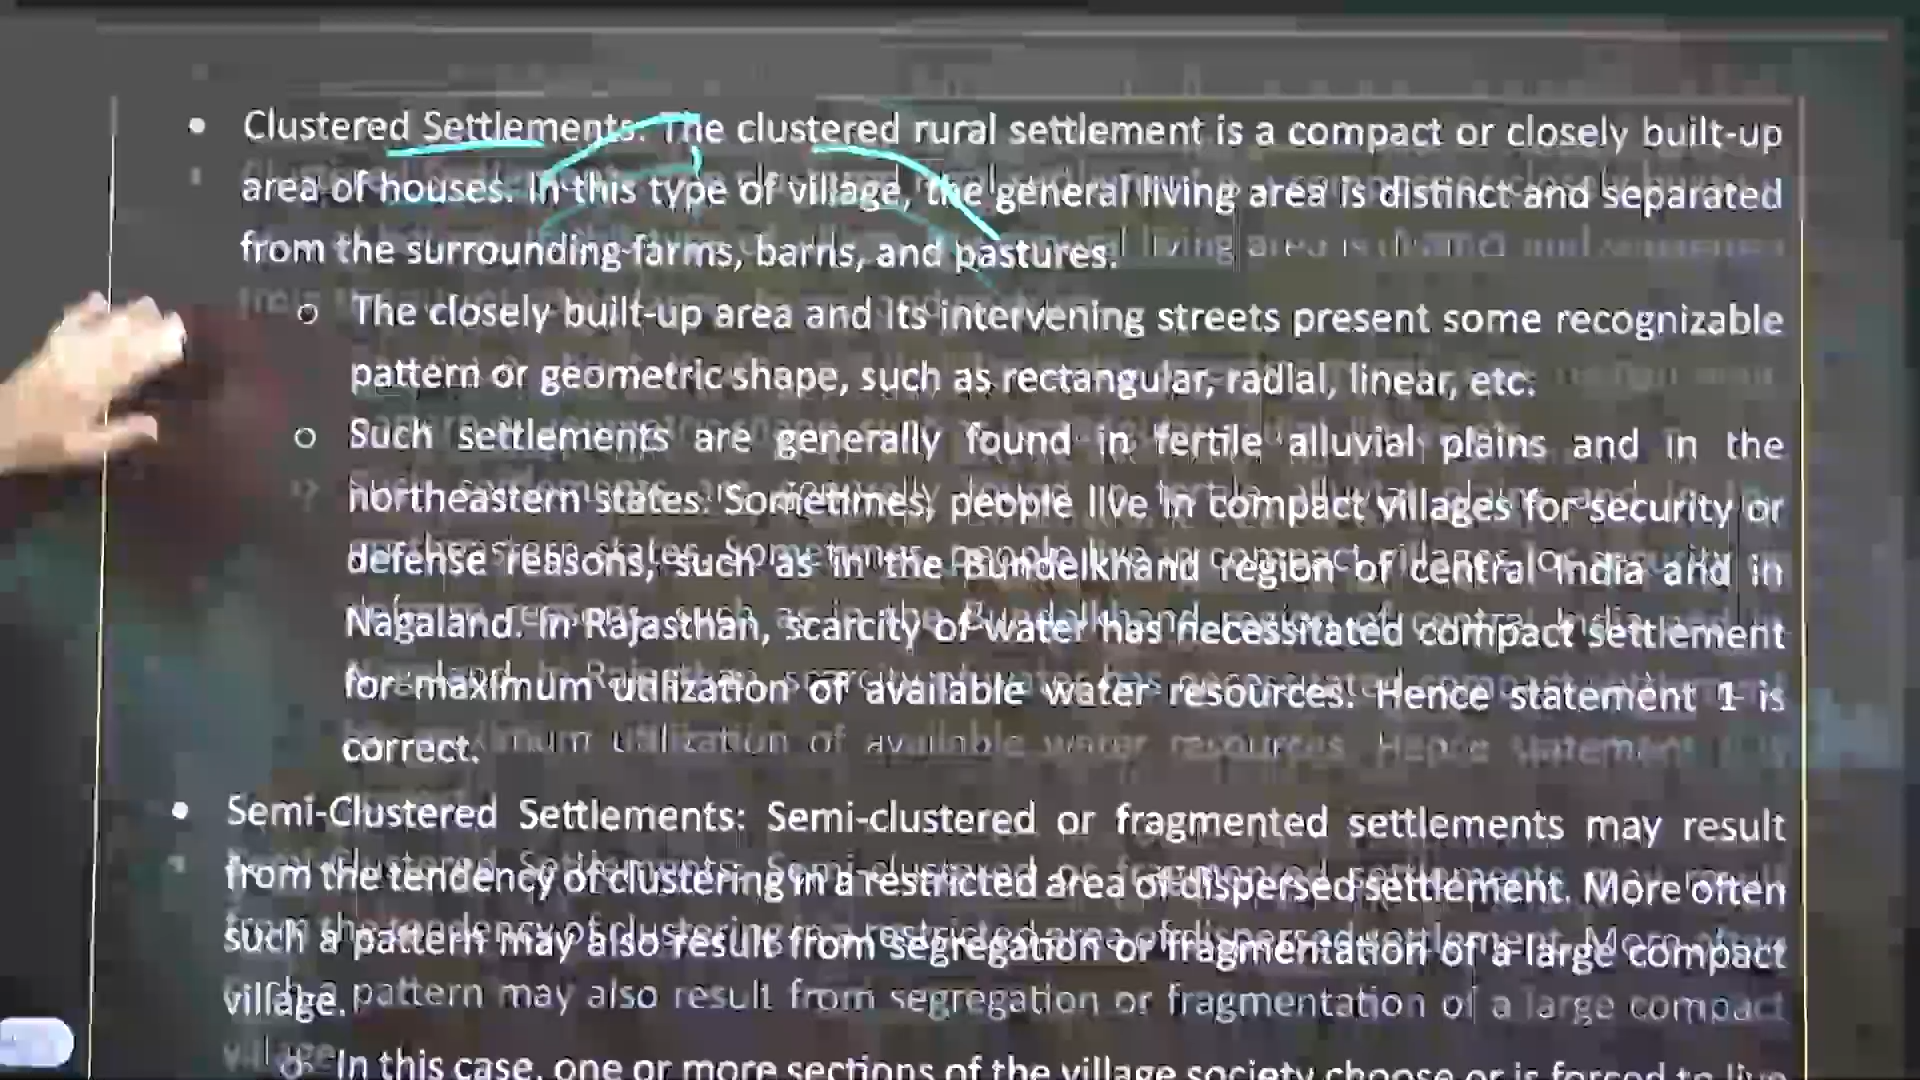 • Clustered Settlements: The clustered rural settlement is a compact or closely built-up
area of houses. In this type of village, the general living area is distinct and separated
from the surrounding farms, barns, and pastures.
o The closely built-up area and its intervening streets present some recognizable
pattern or geometric shape, such as rectangular, radial, linear, etc.
o Such settlements are generally found in fertile alluvial plains and in the
northeastern states. Sometimes, people live in compact villages for security or
defense reasons, such as in the Bundelkhand region of central India and in
Nagaland. In Rajasthan, scarcity of water has necessitated compact settlement
for maximum utilization of available water resources. Hence statement 1 is
correct.
• Semi-Clustered Settlements: Semi-clustered or fragmented settlements may result
from the tendency of clustering in a restricted area of dispersed settlement. More often
such a pattern may also result from segregation or fragmentation of a large compact
village.
o In this case, one or more sections of the village society choose or is forced to live